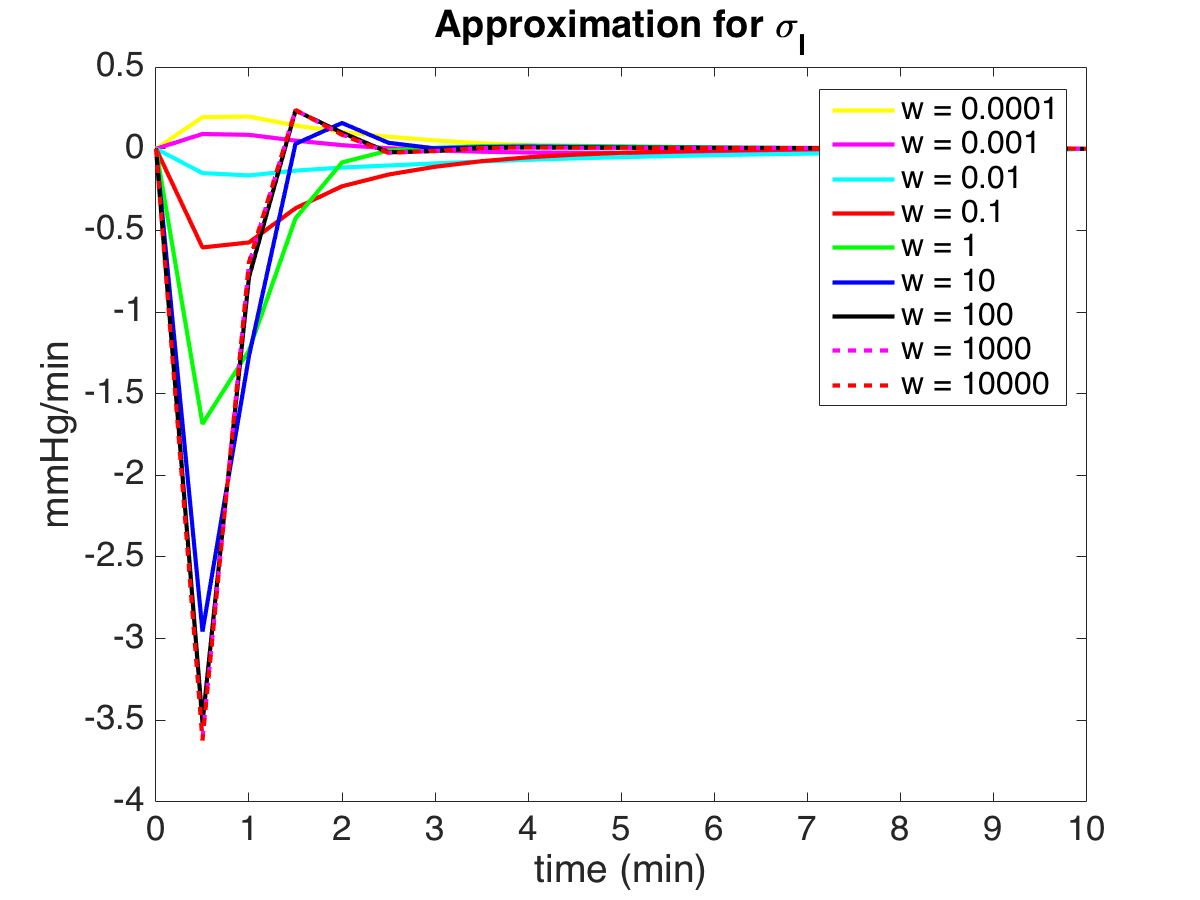 Approximation for σ_l
0.5
0
-0.5
-1
-1.5
-2
-2.5
-3
-3.5
-4
mmHg/min
w = 0.0001
w = 0.001
w = 0.01
w = 0.1
w = 1
w = 10
w = 100
w = 1000
w = 10000
0 1 2 3 4 5 6 7 8 9 10
time (min)